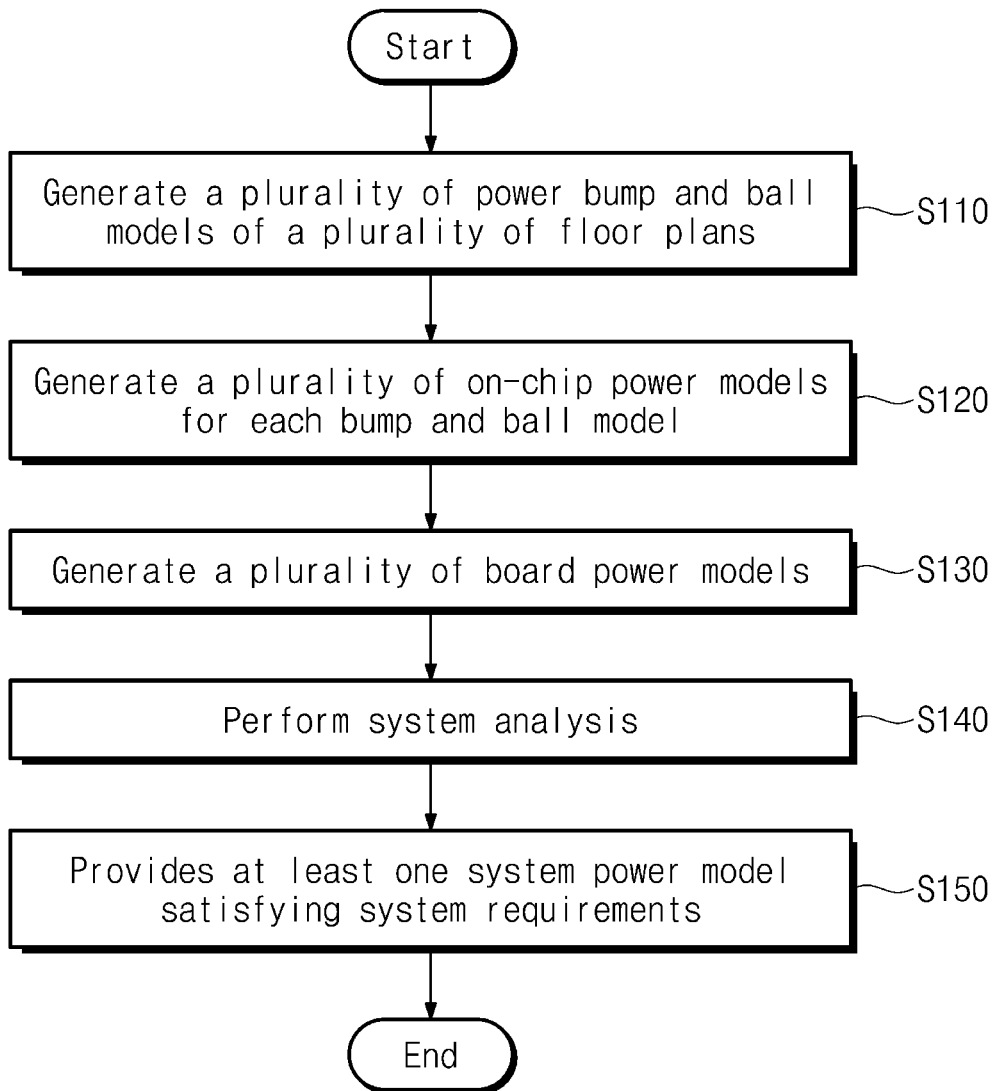 Start
Generate a plurality of power bump and ball
models of a plurality of floor plans
S110
Generate a plurality of on-chip power models
for each bump and ball model
S120
Generate a plurality of board power models
S130
Perform system analysis
S140
Provides at least one system power model
satisfying system requirements
S150
End